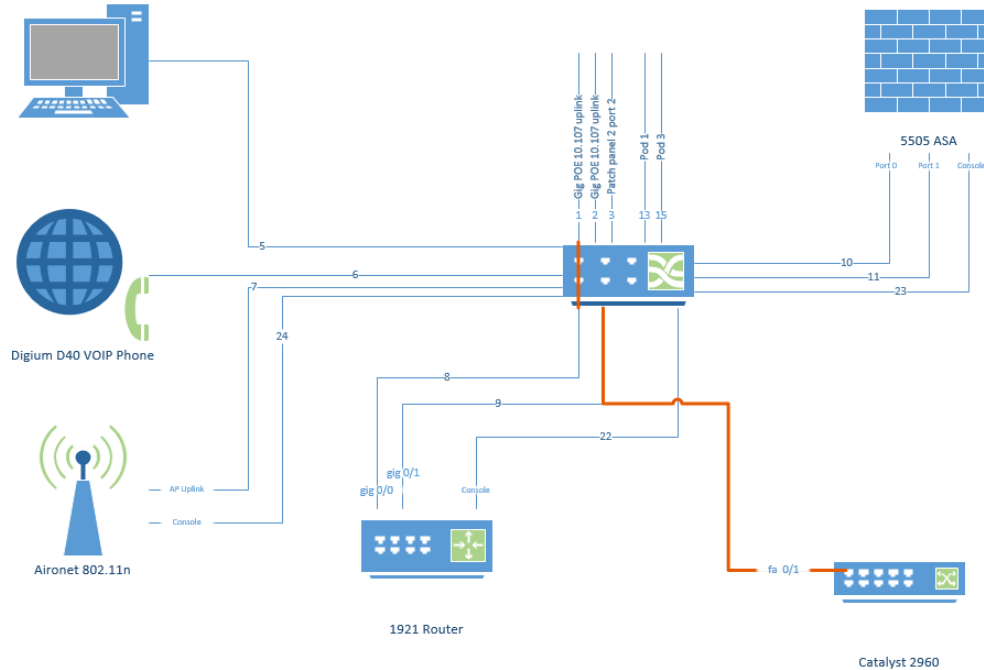 Gig POE 10.107 uplink
Gig POE 10.107 uplink
Patch panel 2 port 2
Pod 1
Pod 3
1
2
3
13
15
5505 ASA
Port 0
Port 1
Console
5
6
7
24
10
11
23
Digium D40 VOIP Phone
8
9
22
gig 0/1
gig 0/0
Console
AP Uplink
Console
Aironet 802.11n
1921 Router
fa 0/1
Catalyst 2960